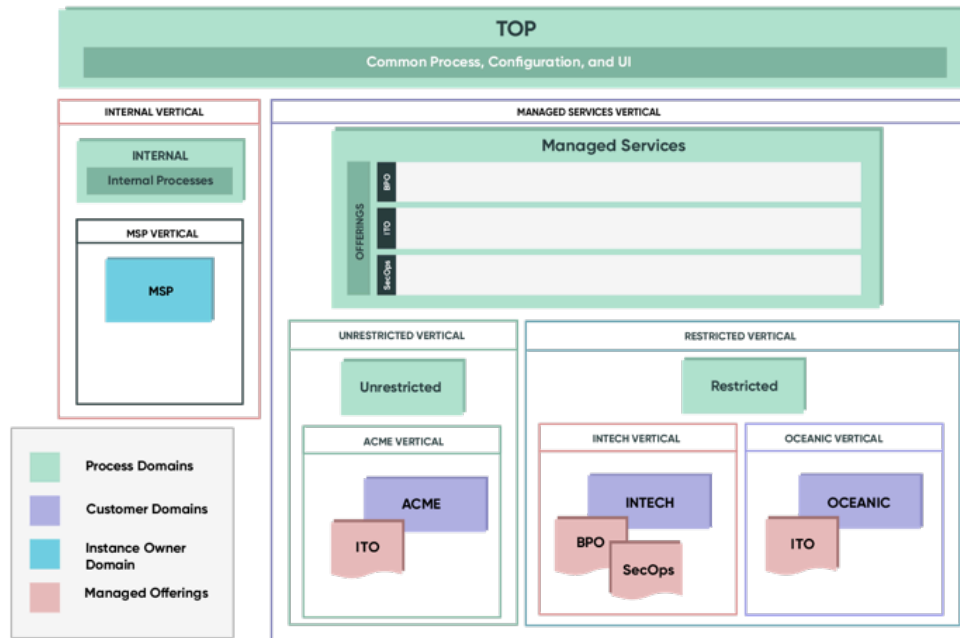 TOP
Common Process, Configuration, and UI
INTERNAL VERTICAL
INTERNAL
Internal Processes
MSP VERTICAL
MSP
MANAGED SERVICES VERTICAL
Managed Services
OFFERINGS
BPO
ITO
SecOps
UNRESTRICTED VERTICAL
Unrestricted
ACME VERTICAL
ACME
ITO
RESTRICTED VERTICAL
Restricted
INTECH VERTICAL
INTECH
BPO
SecOps
OCEANIC VERTICAL
OCEANIC
ITO
Process Domains
Customer Domains
Instance Owner
Domain
Managed Offerings